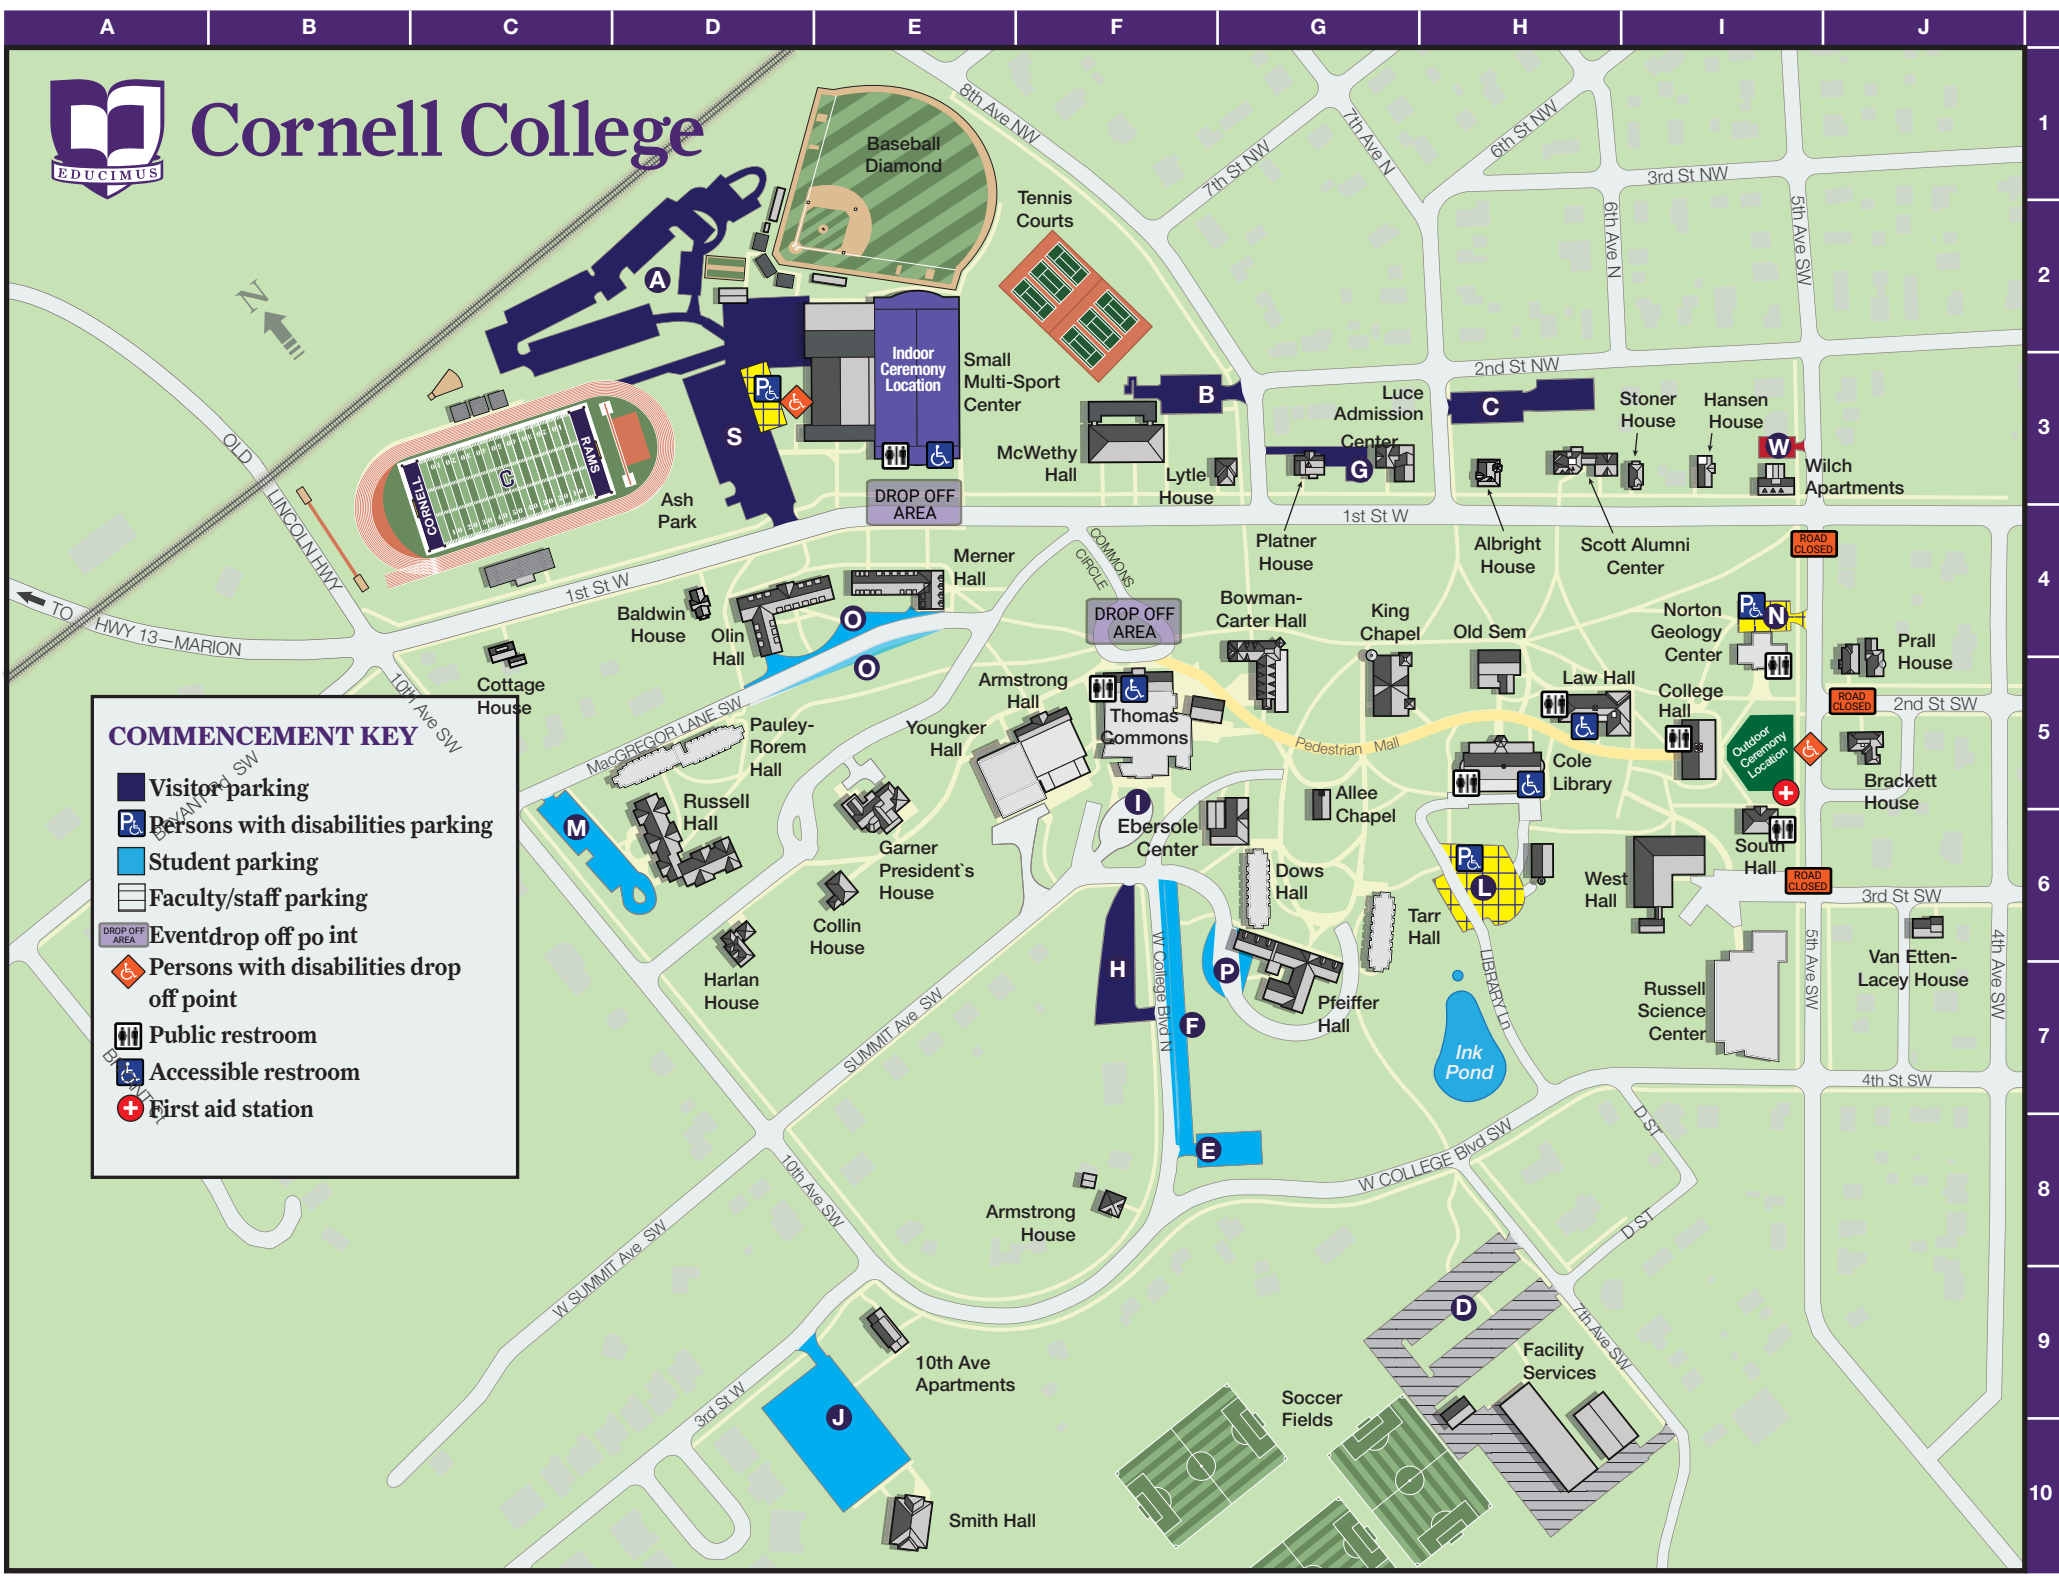 A B C D E F G H I J
1
2
3
4
5
6
7
8
9
10
Cornell College
EDUCIMUS
N
Baseball
Diamond
Tennis
Courts
8th Ave NW
7th St NW
7th Ave N
6th St NW
3rd St NW
6th Ave N
5th Ave SW
2nd St NW
A
Indoor
Ceremony
Location
Small
Multi-Sport
Center
P
S
B
C
G
W
Luce
Admission
Center
Stoner
House
Hansen
House
McWethy
Hall
Lytle
House
Wilch
Apartments
CORNELL
C
RAMS
Ash
Park
DROP OFF
AREA
1st St W
OLD
LINCOLN HWY
TO
HWY 13—MARION
1st St W
COMMONS
CIRCLE
Platner
House
Albright
House
Scott Alumni
Center
ROAD
CLOSED
Merner
Hall
Baldwin
House
Olin
Hall
O
O
DROP OFF
AREA
Bowman-
Carter Hall
King
Chapel
Old Sem
Norton
Geology
Center
P
N
Prall
House
Cottage
House
10th Ave SW
Armstrong
Hall
Thomas
Commons
Law Hall
College
Hall
ROAD
CLOSED
2nd St SW
MacGREGOR LANE SW
Pauley-
Rorem
Hall
Youngker
Hall
Pedestrian Mall
Outdoor
Ceremony
Location
Cole
Library
Brackett
House
M
Russell
Hall
Garner
President`s
House
I
Ebersole
Center
Allee
Chapel
South
Hall
P
L
West
Hall
ROAD
CLOSED
3rd St SW
Dows
Hall
Tarr
Hall
Collin
House
Harlan
House
H
W College Blvd N
P
F
Pfeiffer
Hall
LIBRARY Ln
Ink
Pond
Russell
Science
Center
5th Ave SW
Van Etten-
Lacey House
4th Ave SW
4th St SW
SUMMIT Ave SW
E
D ST
D ST
W COLLEGE Blvd SW
10th Ave SW
Armstrong
House
W SUMMIT Ave SW
D
7th Ave SW
Facility
Services
10th Ave
Apartments
3rd St W
J
Smith Hall
Soccer
Fields
COMMENCEMENT KEY
Visitor parking
P Persons with disabilities parking
Student parking
Faculty/staff parking
DROP OFF
AREA
Event drop off po int
Persons with disabilities drop
off point
Public restroom
Accessible restroom
First aid station